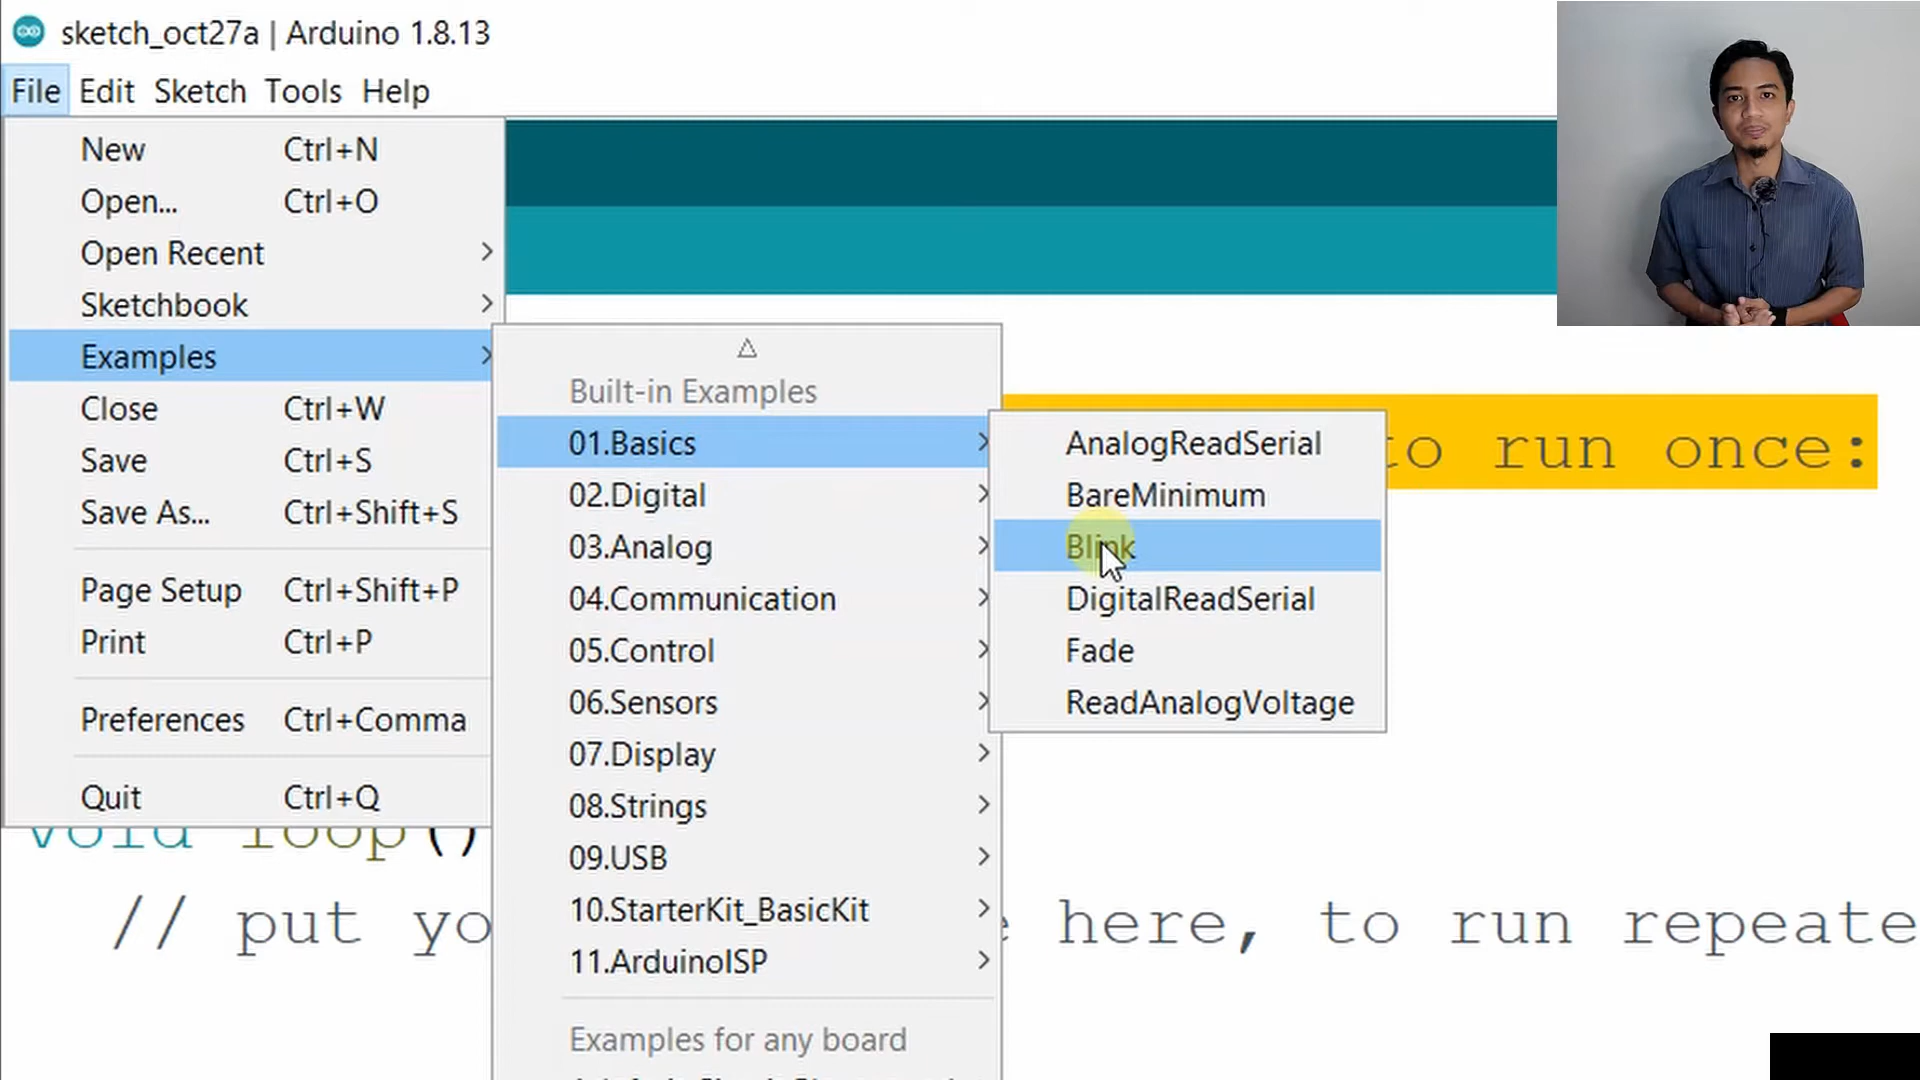 sketch_oct27a | Arduino 1.8.13
File Edit Sketch Tools Help
New Ctrl+N
Open... Ctrl+O
Open Recent
Sketchbook
Examples
Close Ctrl+W
Save Ctrl+S
Save As... Ctrl+Shift+S
Page Setup Ctrl+Shift+P
Print Ctrl+P
Preferences Ctrl+Comma
Quit Ctrl+Q
Built-in Examples
01.Basics
02.Digital
03.Analog
04.Communication
05.Control
06.Sensors
07.Display
08.Strings
09.USB
10.StarterKit_BasicKit
11.ArduinoISP
Examples for any board
AnalogReadSerial
BareMinimum
Blink
DigitalReadSerial
Fade
ReadAnalogVoltage
to run once:
void loop()
// put yo e here, to run repeate